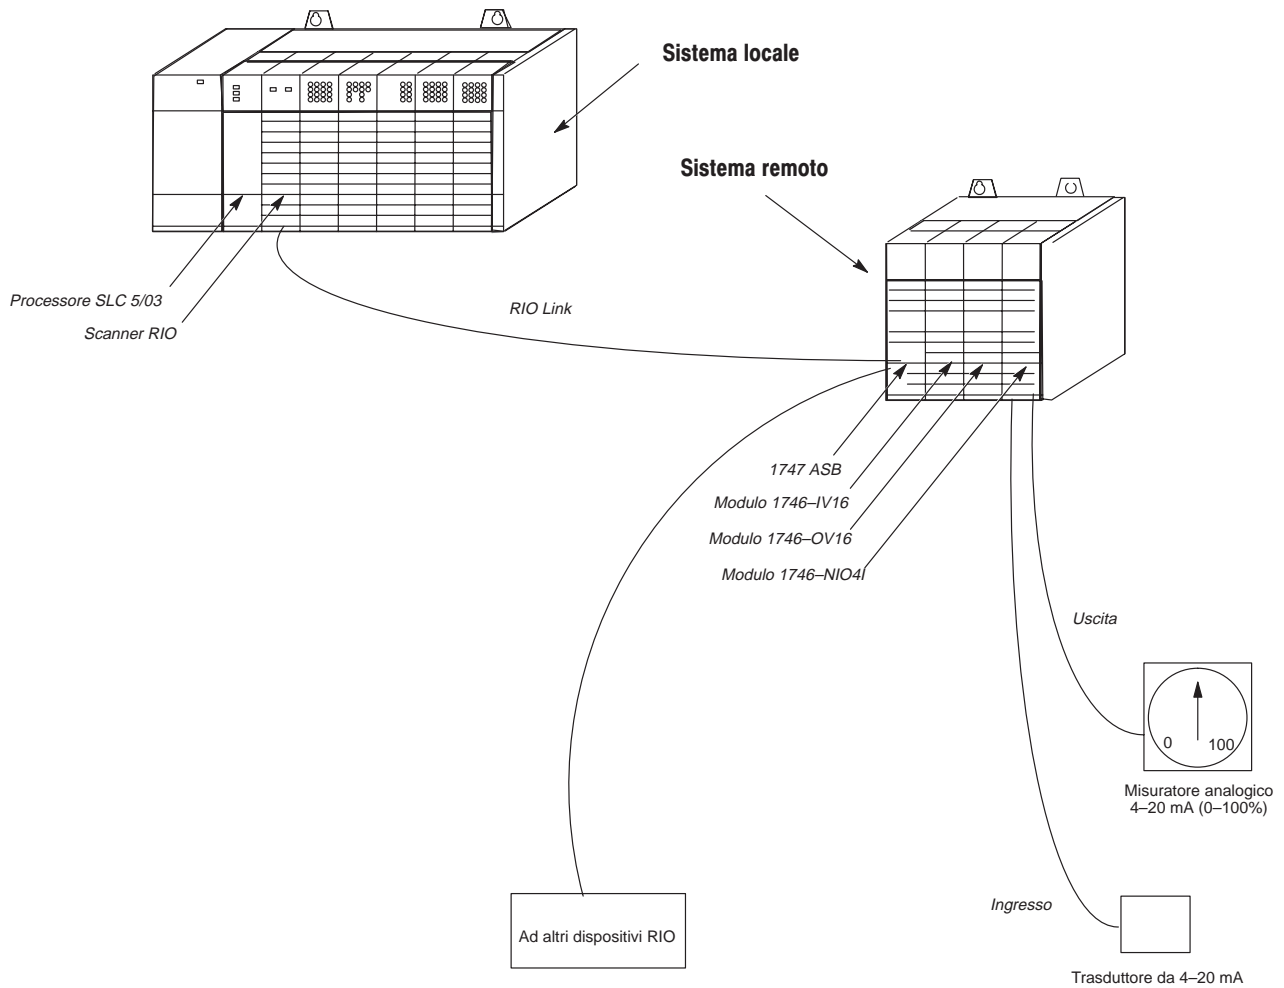 Sistema locale
Sistema remoto
Processore SLC 5/03
Scanner RIO
RIO Link
1747 ASB
Modulo 1746–IV16
Modulo 1746–OV16
Modulo 1746–NIO4I
Uscita
0
100
Misuratore analogico
4–20 mA (0–100%)
Ingresso
Ad altri dispositivi RIO
Trasduttore da 4–20 mA